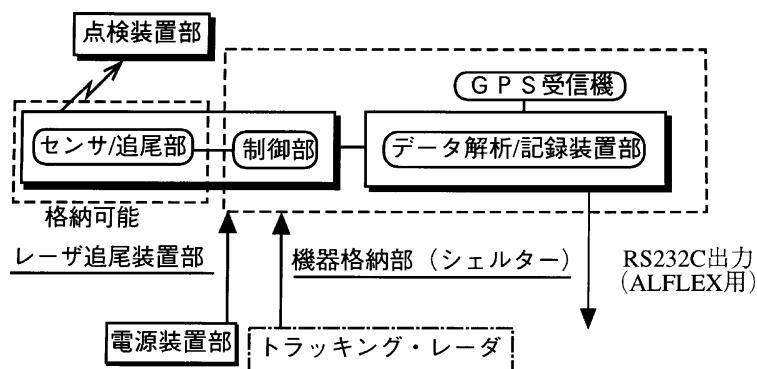 点検装置部
GPS受信機
センサ/追尾部
制御部
データ解析/記録装置部
格納可能
レーザ追尾装置部
機器格納部(シェルター)
RS232C出力
(ALFLEX用)
電源装置部
トラッキング・レーダ